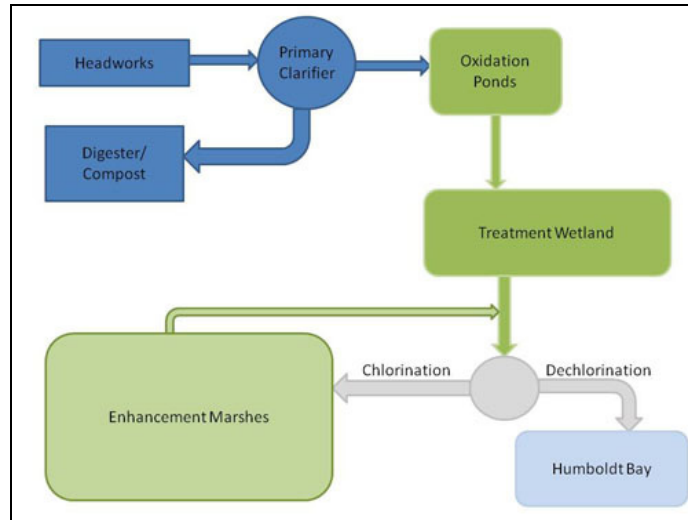 Headworks
Primary
Clarifier
Oxidation
Ponds
Digester/
Compost
Treatment Wetland
Chlorination
Dechlorination
Enhancement Marshes
Humboldt Bay